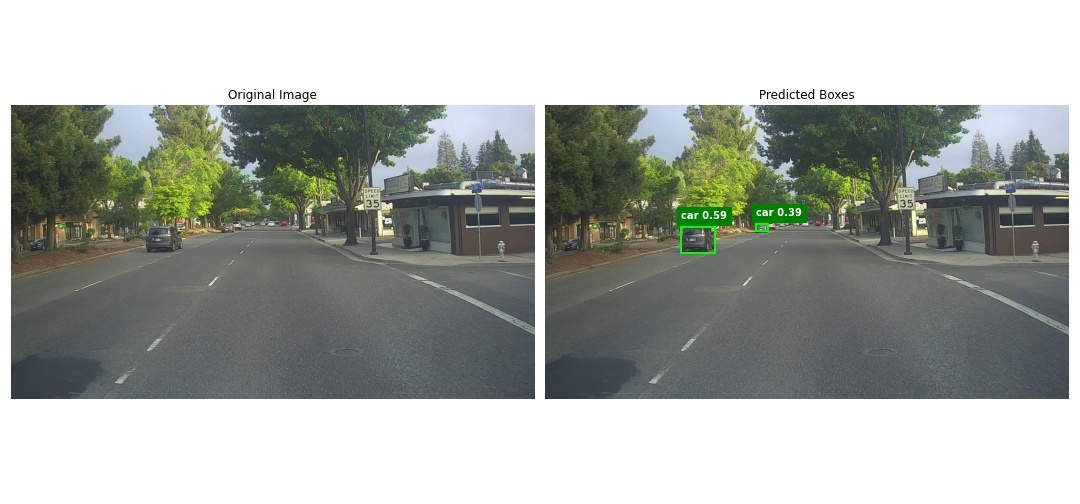 Original Image
Predicted Boxes
SPEED
LIMIT
35
car 0.59
car 0.39
SPEED
LIMIT
35